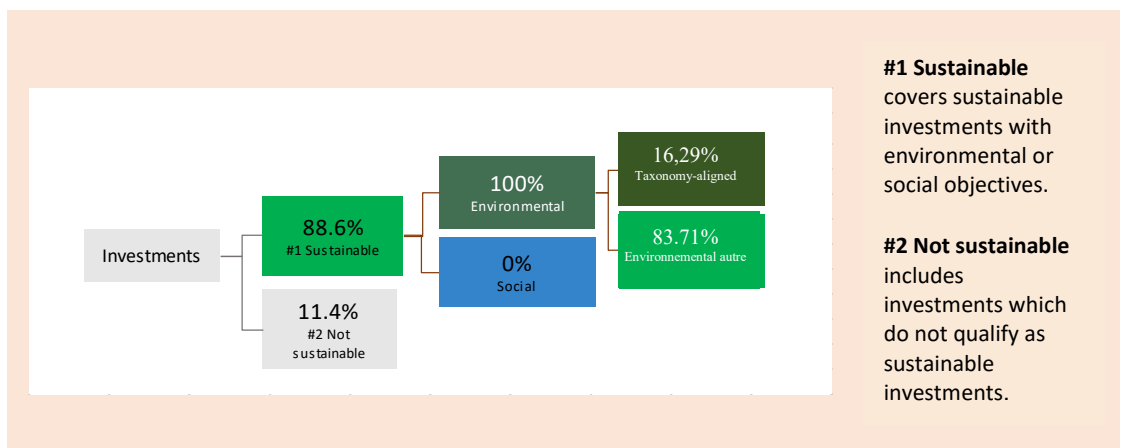 Investments
88.6%
#1 Sustainable
11.4%
#2 Not
sustainable
100%
Environmental
0%
Social
16,29%
Taxonomy-aligned
83.71%
Environnemental autre
#1 Sustainable
covers sustainable
investments with
environmental or
social objectives.
#2 Not sustainable
includes
investments which
do not qualify as
sustainable
investments.